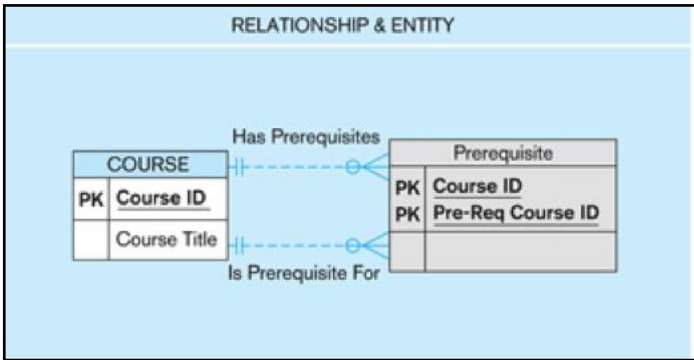 RELATIONSHIP & ENTITY
Has Prerequisites
COURSE
PK Course ID
Course Title
Prerequisite
PK Course ID
PK Pre-Req Course ID
Is Prerequisite For